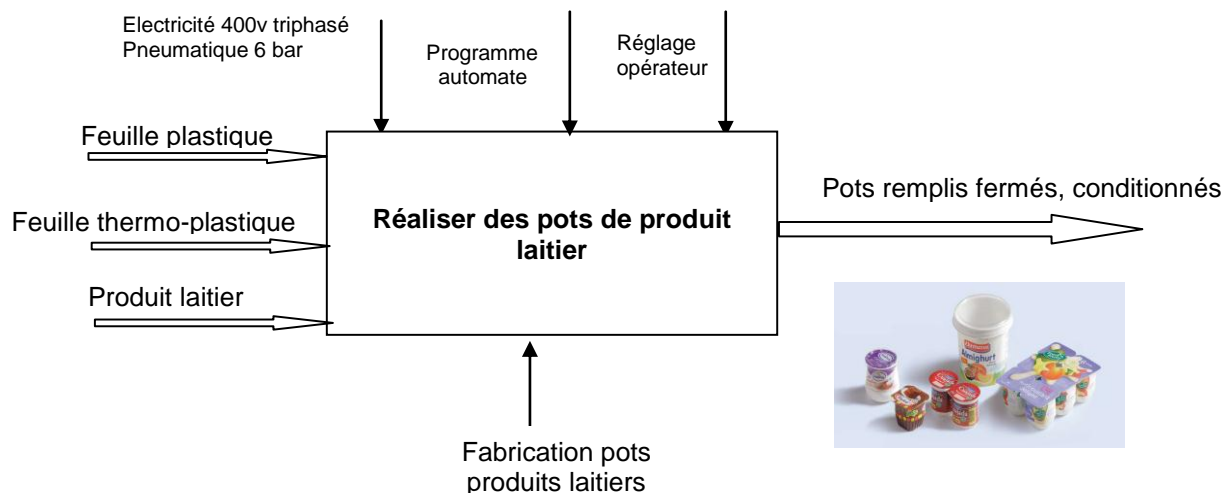 Electricité 400v triphasé
Pneumatique 6 bar
Programme
automate
Réglage
opérateur
Feuille plastique
Feuille thermo-plastique
Produit laitier
Réaliser des pots de produit
laitier
Pots remplis fermés, conditionnés
Almighurt
Fabrication pots
produits laitiers